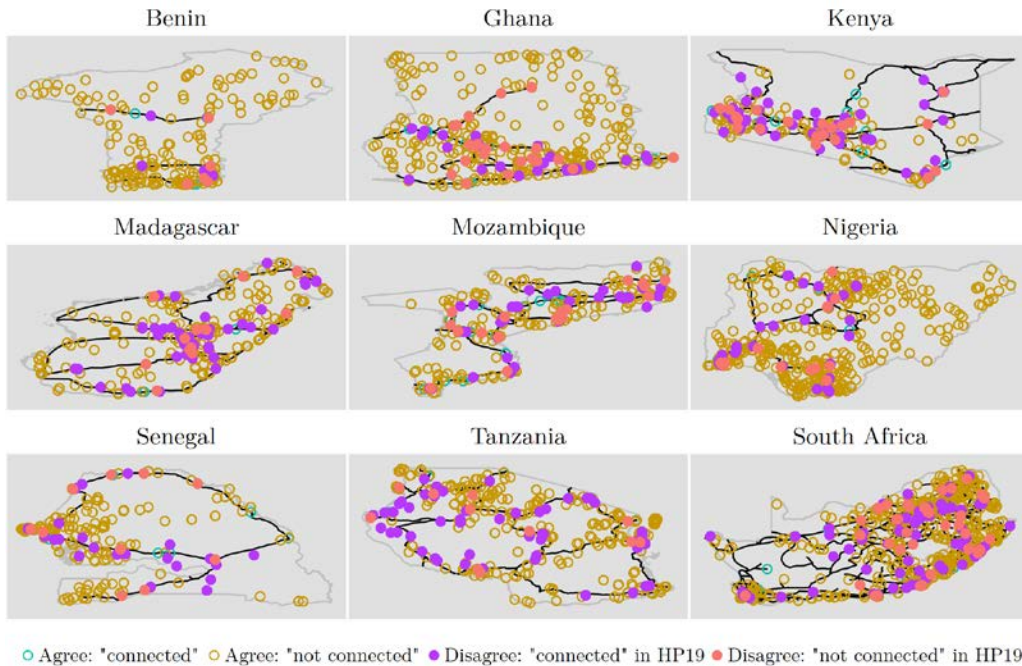 Benin Ghana Kenya
Madagascar Mozambique Nigeria
Senegal Tanzania South Africa
Agree: "connected" Agree: "not connected" Disagree: "connected" in HP19 Disagree: "not connected" in HP19